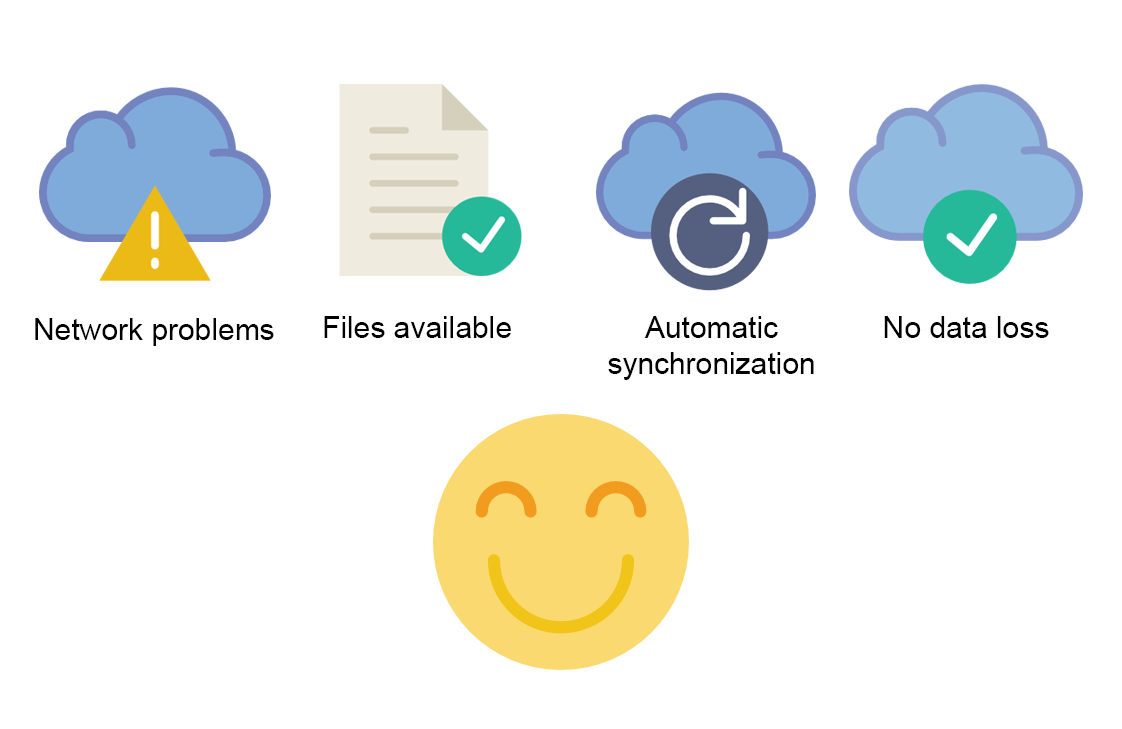 Network problems
Files available
Automatic
synchronization
No data loss